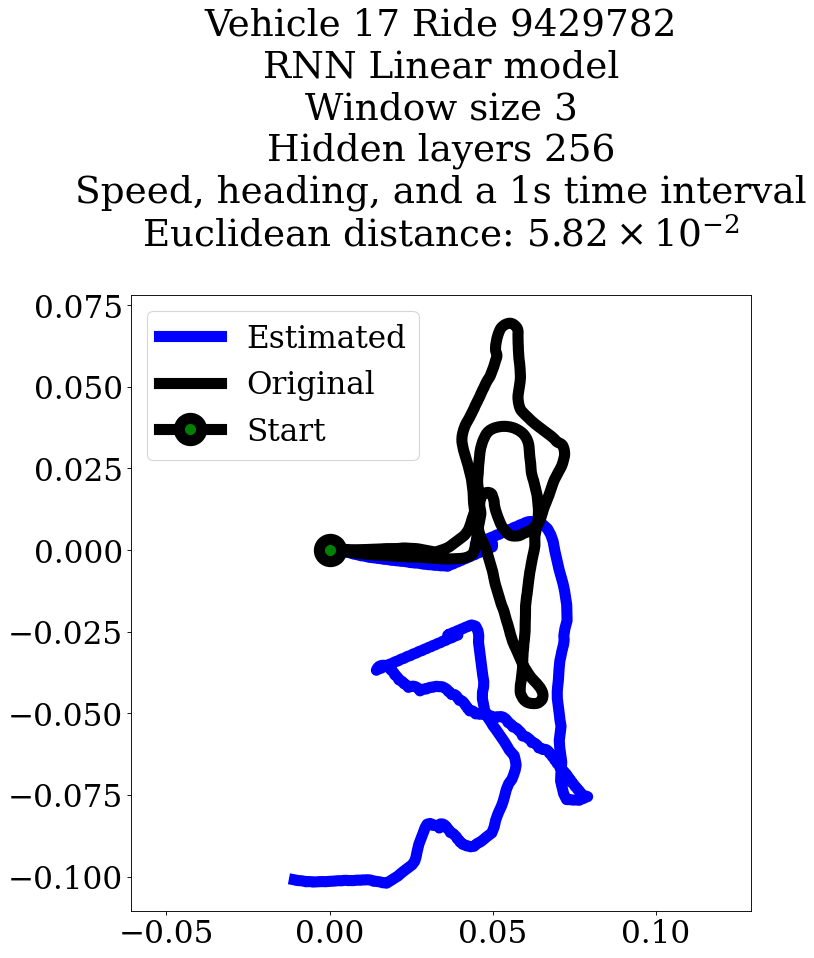 Vehicle 17 Ride 9429782
RNN Linear model
Window size 3
Hidden layers 256
Speed, heading, and a 1s time interval
Euclidean distance: 5.82 × 10⁻²
Estimated
Original
Start
0.075
0.050
0.025
0.000
−0.025
−0.050
−0.075
−0.100
−0.05 0.00 0.05 0.10